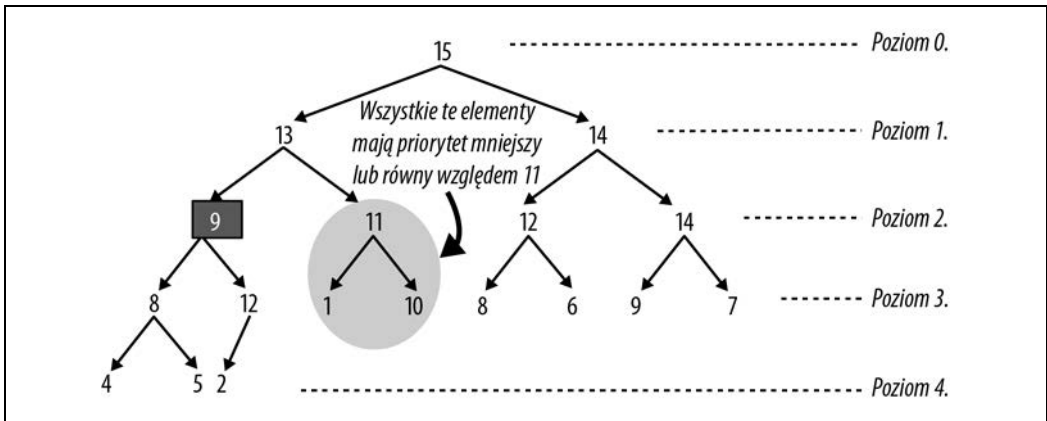 15
Poziom 0.
Wszystkie te elementy
mają priorytet mniejszy
lub równy względem 11
13
14
Poziom 1.
9
11
12
14
Poziom 2.
8
12
1
10
8
6
9
7
Poziom 3.
4
5
2
Poziom 4.